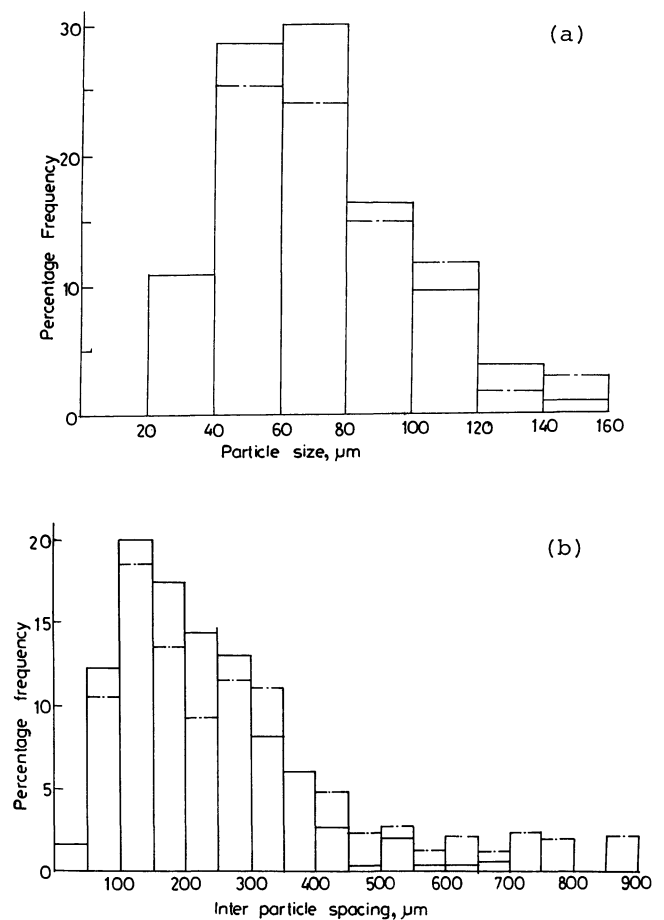 (a)
30
20
10
0
Percentage Frequency
20 40 60 80 100 120 140 160
Particle size, µm
(b)
20
15
10
5
0
Percentage frequency
100 200 300 400 500 600 700 800 900
Inter particle spacing, µm